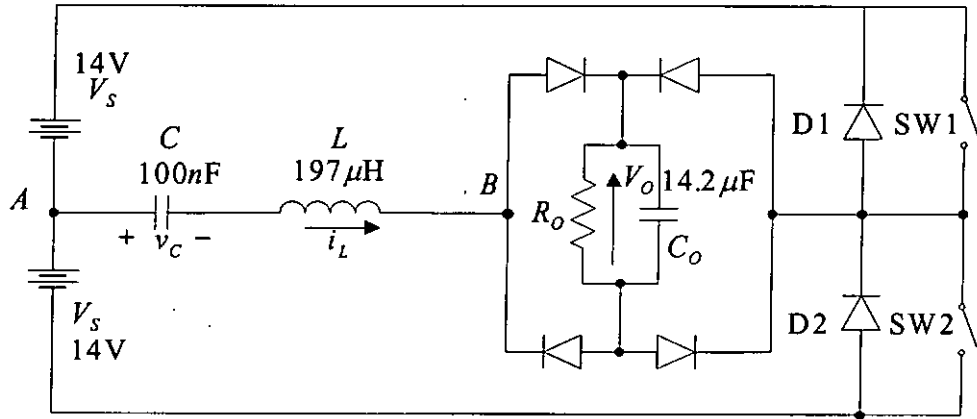 14V
V_S
C
100nF
L
197μH
A
+ v_C −
i_L
B
R_O
V_O
14.2μF
C_O
D1
SW1
V_S
14V
D2
SW2